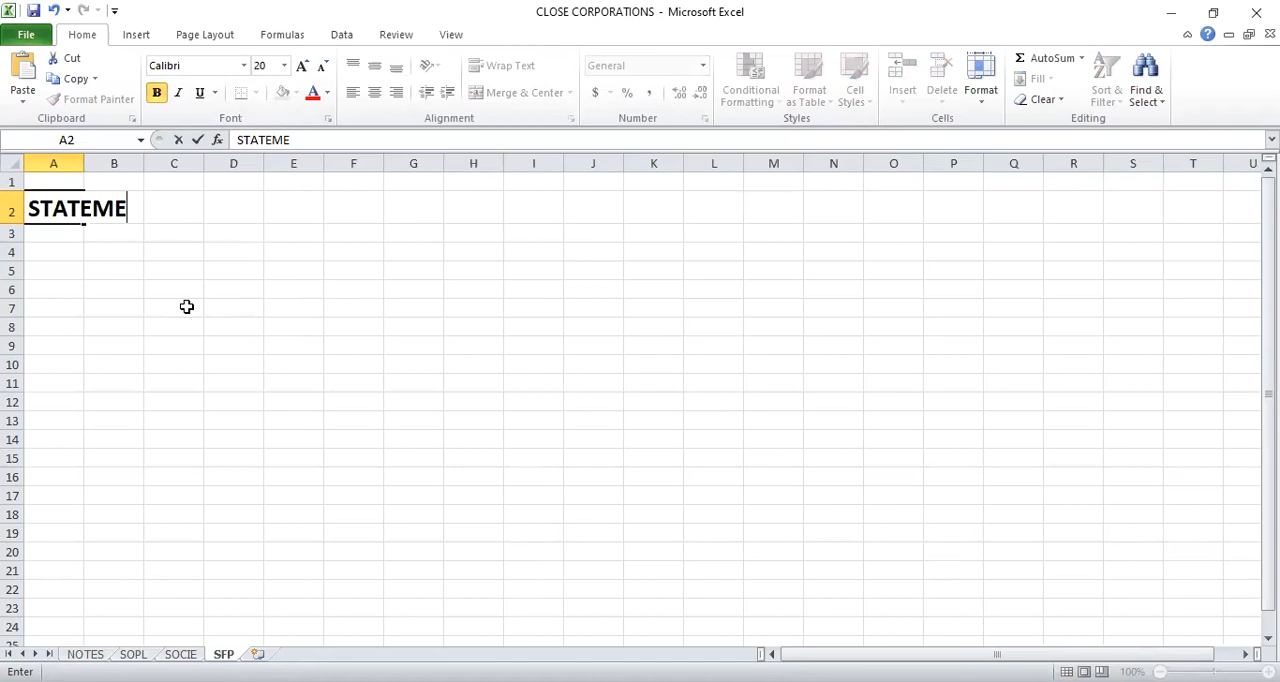 CLOSE CORPORATIONS - Microsoft Excel
File Home Insert Page Layout Formulas Data Review View
Paste Cut Copy Format Painter Clipboard
Calibri 20 A A B I U A Font
Wrap Text Merge & Center Alignment
General $ % , Number
Conditional Formatting Format as Table Cell Styles Styles
Insert Delete Format Cells
Σ AutoSum Fill Clear Sort & Filter Find & Select Editing
A2 fx STATEME
A B C D E F G H I J K L M N O P Q R S T U
1
2 STATEME
3
4
5
6
7
8
9
10
11
12
13
14
15
16
17
18
19
20
21
22
23
24
25
NOTES SOPL SOCIE SFP
Enter 100%